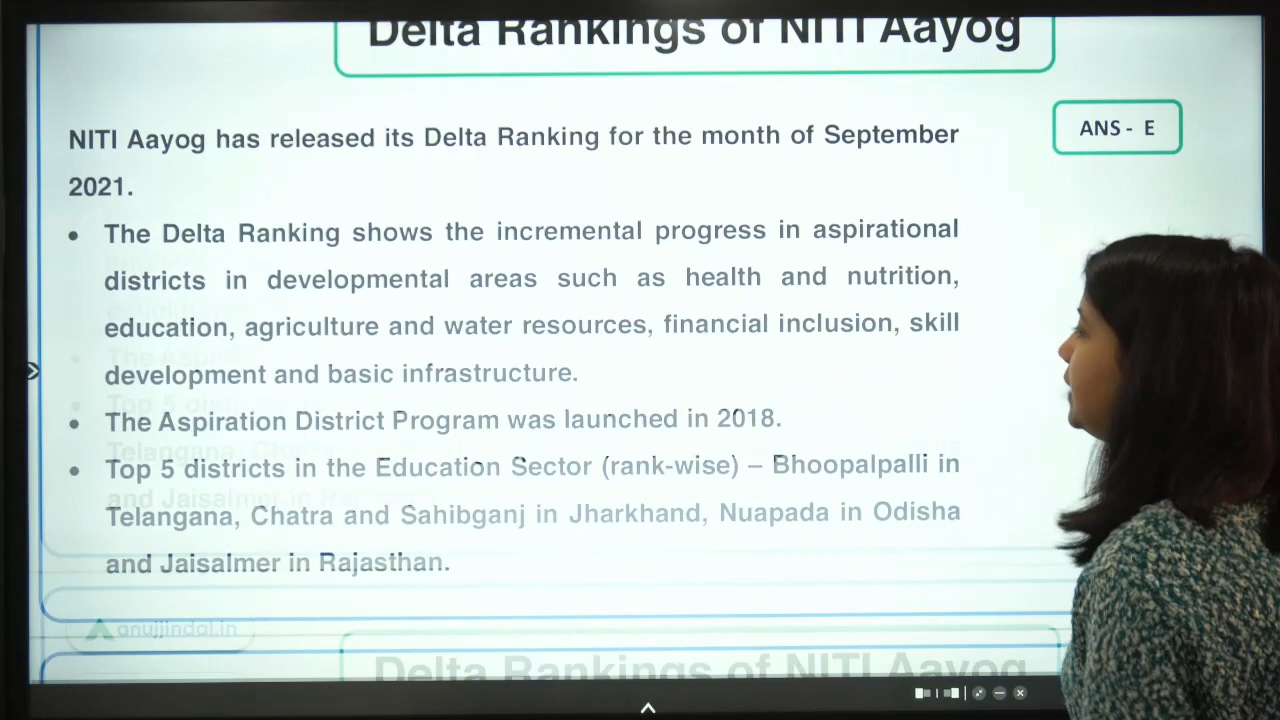 Delta Rankings of NITI Aayog
ANS - E
NITI Aayog has released its Delta Ranking for the month of September
2021.
• The Delta Ranking shows the incremental progress in aspirational
districts in developmental areas such as health and nutrition,
education, agriculture and water resources, financial inclusion, skill
development and basic infrastructure.
• The Aspiration District Program was launched in 2018.
• Top 5 districts in the Education Sector (rank-wise) – Bhoopalpalli in
Telangana, Chatra and Sahibganj in Jharkhand, Nuapada in Odisha
and Jaisalmer in Rajasthan.
anujjindal.in
Delta Rankings of NITI Aayog